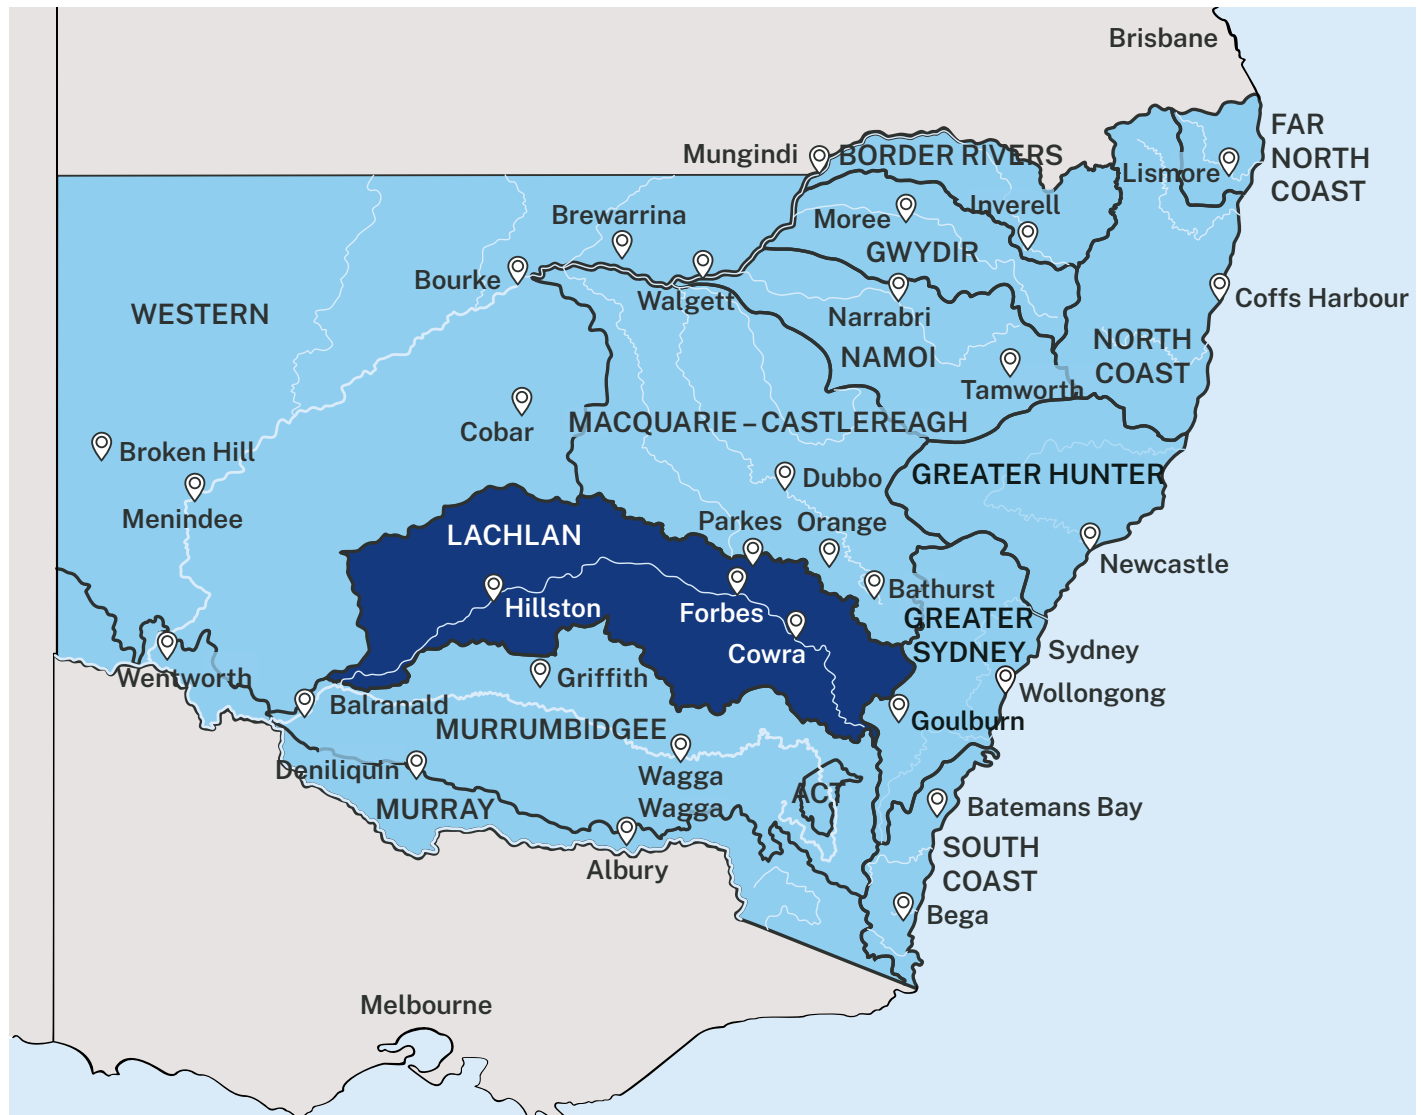 Brisbane
FAR
NORTH
COAST
Mungindi
BORDER RIVERS
Lismore
Inverell
Brewarrina
Moree
GWYDIR
Bourke
Walgett
Coffs Harbour
WESTERN
Narrabri
NORTH
COAST
NAMOI
Tamworth
Cobar
MACQUARIE – CASTLEREAGH
Broken Hill
GREATER HUNTER
Dubbo
Menindee
Parkes
Orange
LACHLAN
Newcastle
Bathurst
Hillston
Forbes
GREATER
SYDNEY
Cowra
Sydney
Wentworth
Griffith
Wollongong
Balranald
Goulburn
MURRUMBIDGEE
Deniliquin
Wagga
Wagga
ACT
MURRAY
Batemans Bay
SOUTH
COAST
Albury
Bega
Melbourne